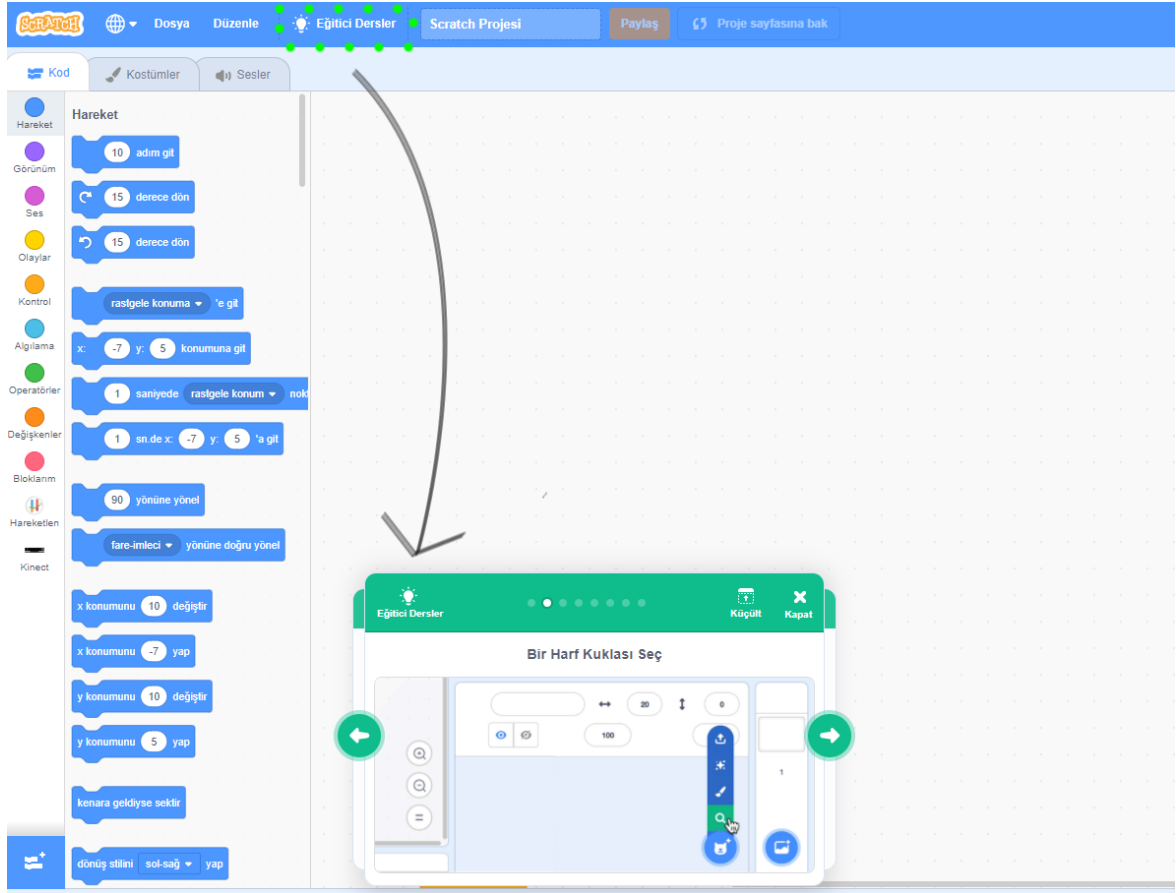 SCRATCH Dosya Düzenle Eğitici Dersler Scratch Projesi Paylaş Proje sayfasına bak
Kod Kostümler Sesler
Hareket
Görünüm
Ses
Olaylar
Kontrol
Algılama
Operatörler
Değişkenler
Bloklarım
Hareketlen
Kinect
Hareket
10 adım git
15 derece dön
15 derece dön
rastgele konuma 'e git
x: -7 y: 5 konumuna git
1 saniyede rastgele konum nokt
1 sn.de x: -7 y: 5 'a git
90 yönüne yönel
fare-imleci yönüne doğru yönel
x konumunu 10 değiştir
x konumunu -7 yap
y konumunu 10 değiştir
y konumunu 5 yap
kenara geldiyse sektir
dönüş stilini sol-sağ yap
Eğitici Dersler Küçült Kapat
Bir Harf Kuklası Seç
20 0
100
1